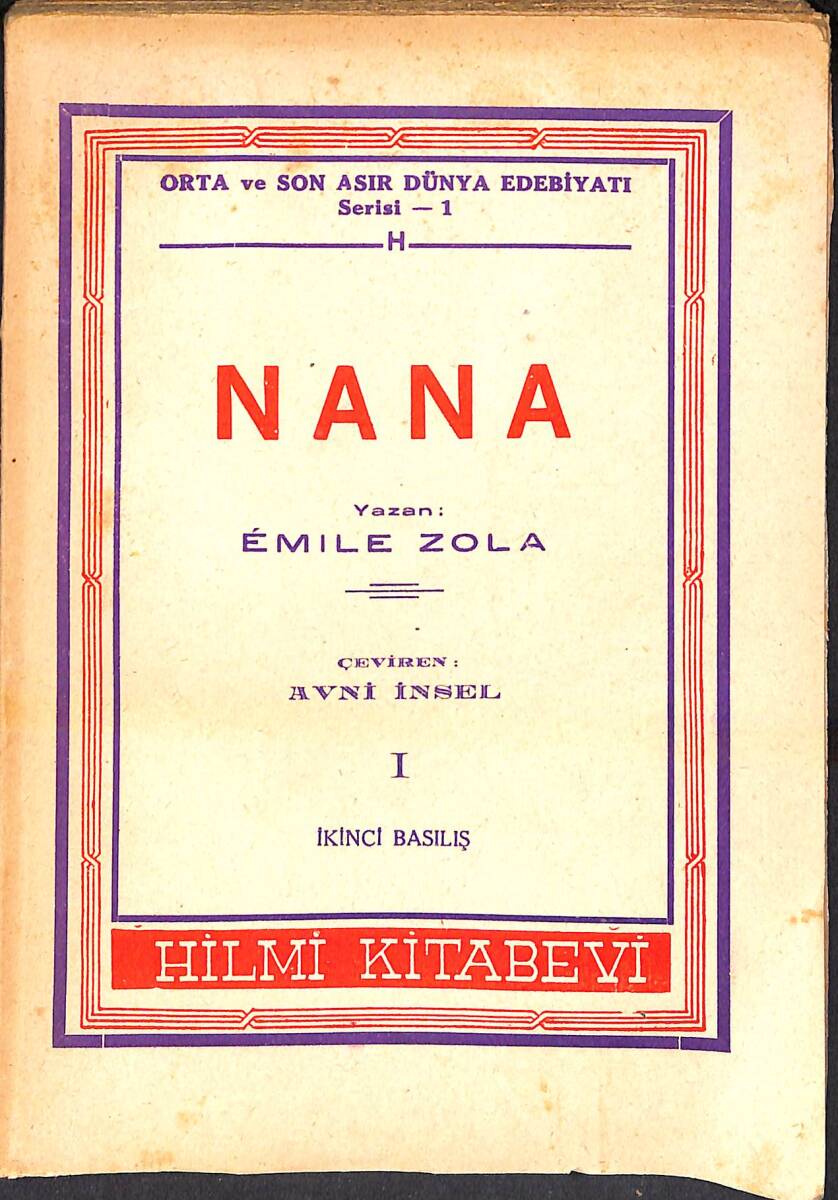 ORTA ve SON ASIR DÜNYA EDEBİYATI
Serisi — 1
H
NANA
Yazan:
ÉMILE ZOLA
ÇEVİREN:
AVNİ İNSEL
I
İKİNCİ BASILIŞ
HİLMİ KİTABEVİ